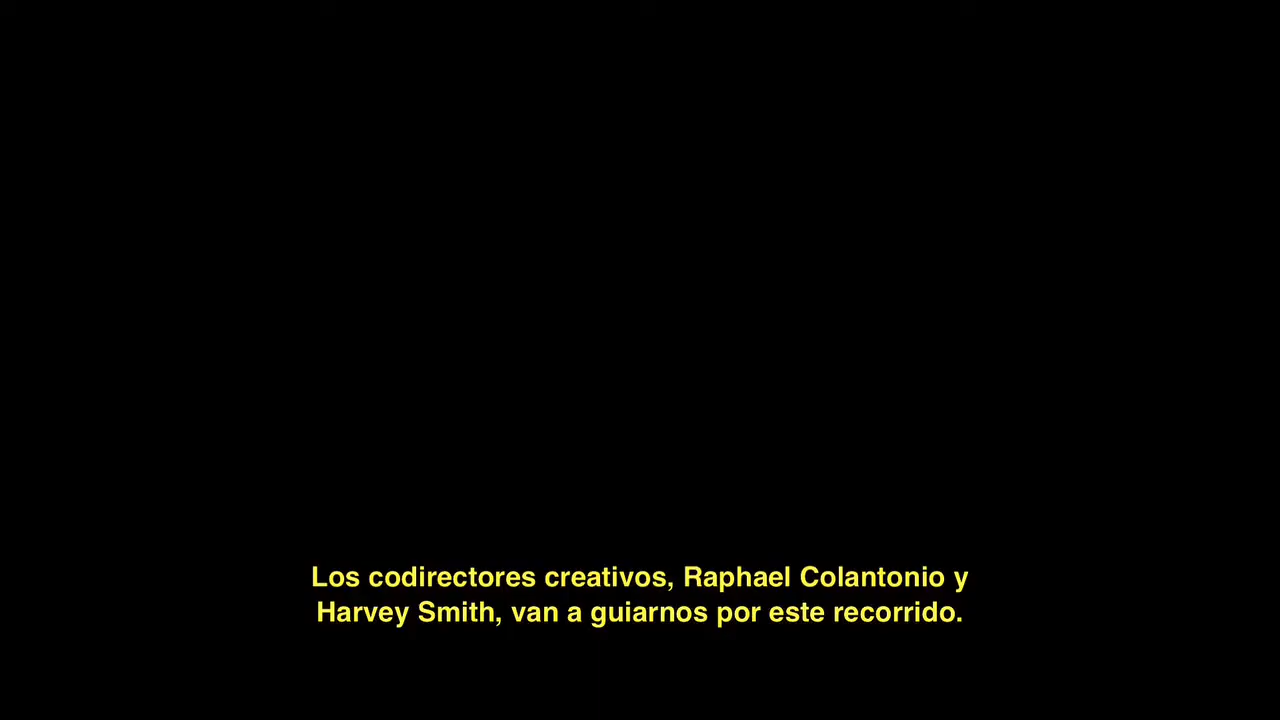 Los codirectores creativos, Raphael Colantonio y
Harvey Smith, van a guiarnos por este recorrido.